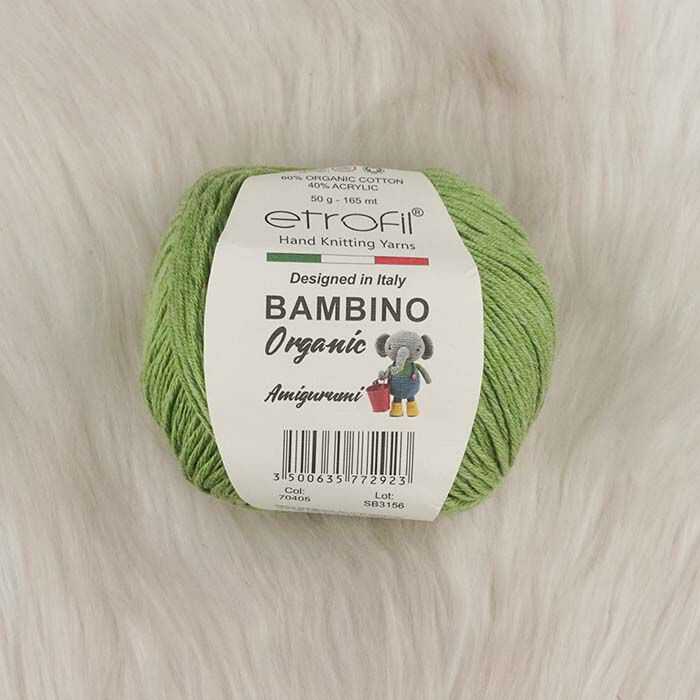 60% ORGANIC COTTON
40% ACRYLIC
50 g - 165 mt
etrofil®
Hand Knitting Yarns
Designed in Italy
BAMBINO
Organic
Amigurumi
3 500635 772923
Col: Lot:
70405 SB3156